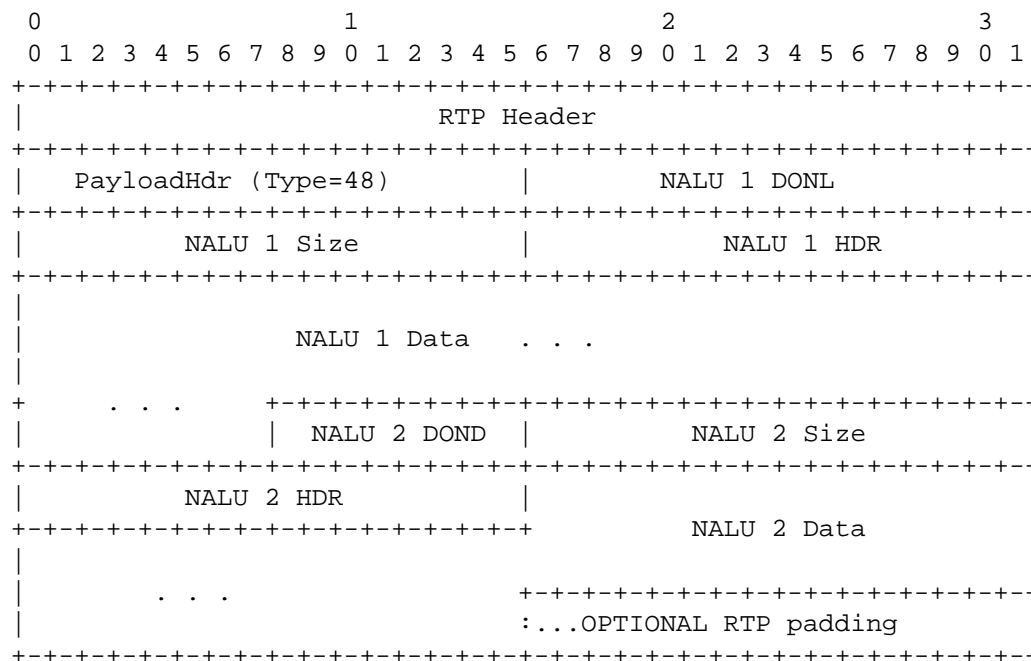 0                   1                   2                   3
0 1 2 3 4 5 6 7 8 9 0 1 2 3 4 5 6 7 8 9 0 1 2 3 4 5 6 7 8 9 0 1
+-+-+-+-+-+-+-+-+-+-+-+-+-+-+-+-+-+-+-+-+-+-+-+-+-+-+-+-+-+-+-+--
|                          RTP Header
+-+-+-+-+-+-+-+-+-+-+-+-+-+-+-+-+-+-+-+-+-+-+-+-+-+-+-+-+-+-+-+--
|   PayloadHdr (Type=48)        |        NALU 1 DONL
+-+-+-+-+-+-+-+-+-+-+-+-+-+-+-+-+-+-+-+-+-+-+-+-+-+-+-+-+-+-+-+--
|          NALU 1 Size          |            NALU 1 HDR
+-+-+-+-+-+-+-+-+-+-+-+-+-+-+-+-+-+-+-+-+-+-+-+-+-+-+-+-+-+-+-+--
|
|                 NALU 1 Data   . . .
|
+     . . .     +-+-+-+-+-+-+-+-+-+-+-+-+-+-+-+-+-+-+-+-+-+-+-+--
|               |  NALU 2 DOND  |          NALU 2 Size
+-+-+-+-+-+-+-+-+-+-+-+-+-+-+-+-+-+-+-+-+-+-+-+-+-+-+-+-+-+-+-+--
|          NALU 2 HDR           |
+-+-+-+-+-+-+-+-+-+-+-+-+-+-+-+-+          NALU 2 Data
|
|        . . .                  +-+-+-+-+-+-+-+-+-+-+-+-+-+-+-+--
|                               :...OPTIONAL RTP padding
+-+-+-+-+-+-+-+-+-+-+-+-+-+-+-+-+-+-+-+-+-+-+-+-+-+-+-+-+-+-+-+--